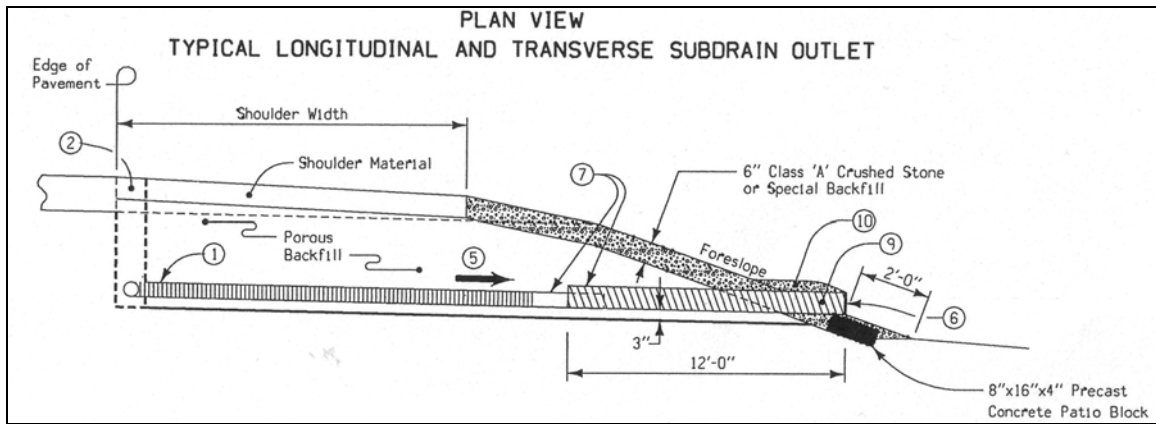 PLAN VIEW
TYPICAL LONGITUDINAL AND TRANSVERSE SUBDRAIN OUTLET
Edge of
Pavement
Shoulder Width
2
Shoulder Material
7
6" Class 'A' Crushed Stone
or Special Backfill
10
9
Foreslope
2'-0"
Porous
Backfill
5
1
6
3"
12'-0"
8"x16"x4" Precast
Concrete Patio Block